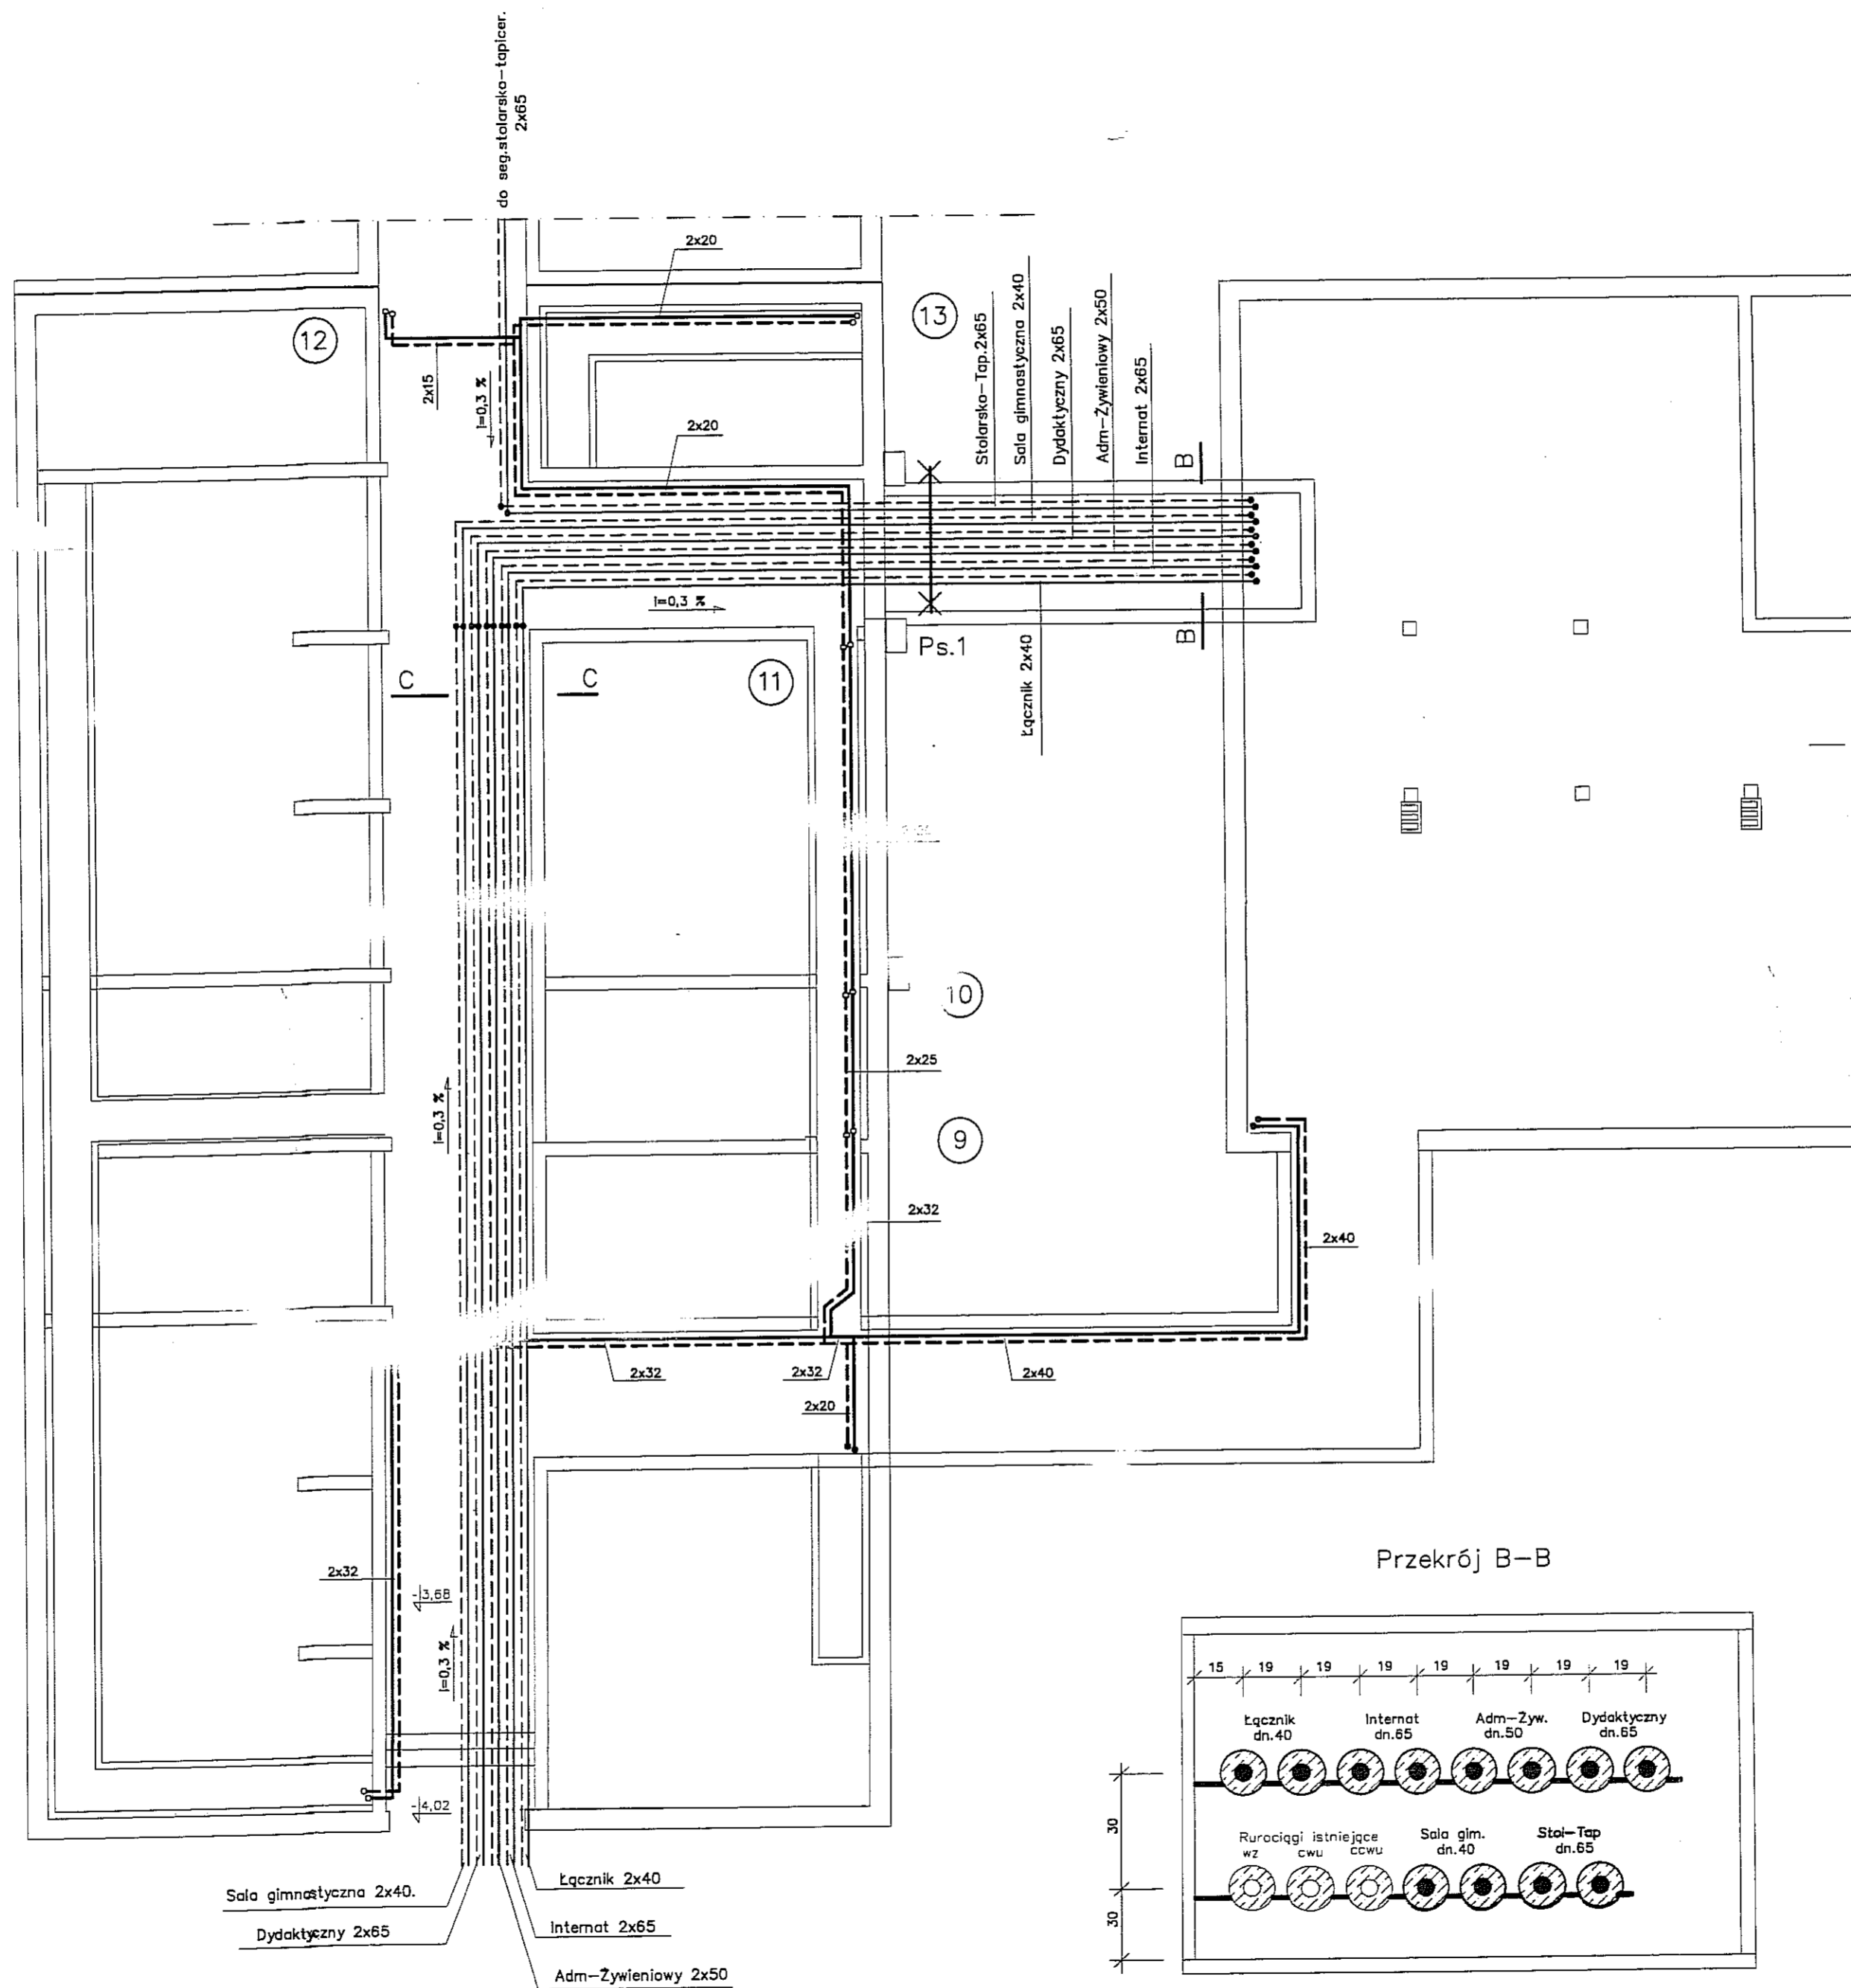 do seg.stolarsko-tapicer.
2x65
2x20
12
13
2x15
i=0,3 %
2x20
Stolarsko-Tap.2x65
Sala gimnastyczna 2x40
Dydaktyczny 2x65
Adm-Żywieniowy 2x50
Internat 2x65
B
B
i=0,3 %
Ps.1
Łącznik 2x40
C
C
11
10
2x25
i=0,3 %
9
2x32
2x40
2x32
2x32
2x40
2x20
2x32
-3,68
i=0,3 %
-4,02
Sala gimnastyczna 2x40.
Dydaktyczny 2x65
Łącznik 2x40
Internat 2x65
Adm-Żywieniowy 2x50
Przekrój B-B
15 19 19 19 19 19 19 19
Łącznik
dn.40
Internat
dn.65
Adm-Żyw.
dn.50
Dydaktyczny
dn.65
30
Rurociągi istniejące
wz cwu ccwu
Sala gim.
dn.40
Stol-Tap
dn.65
30